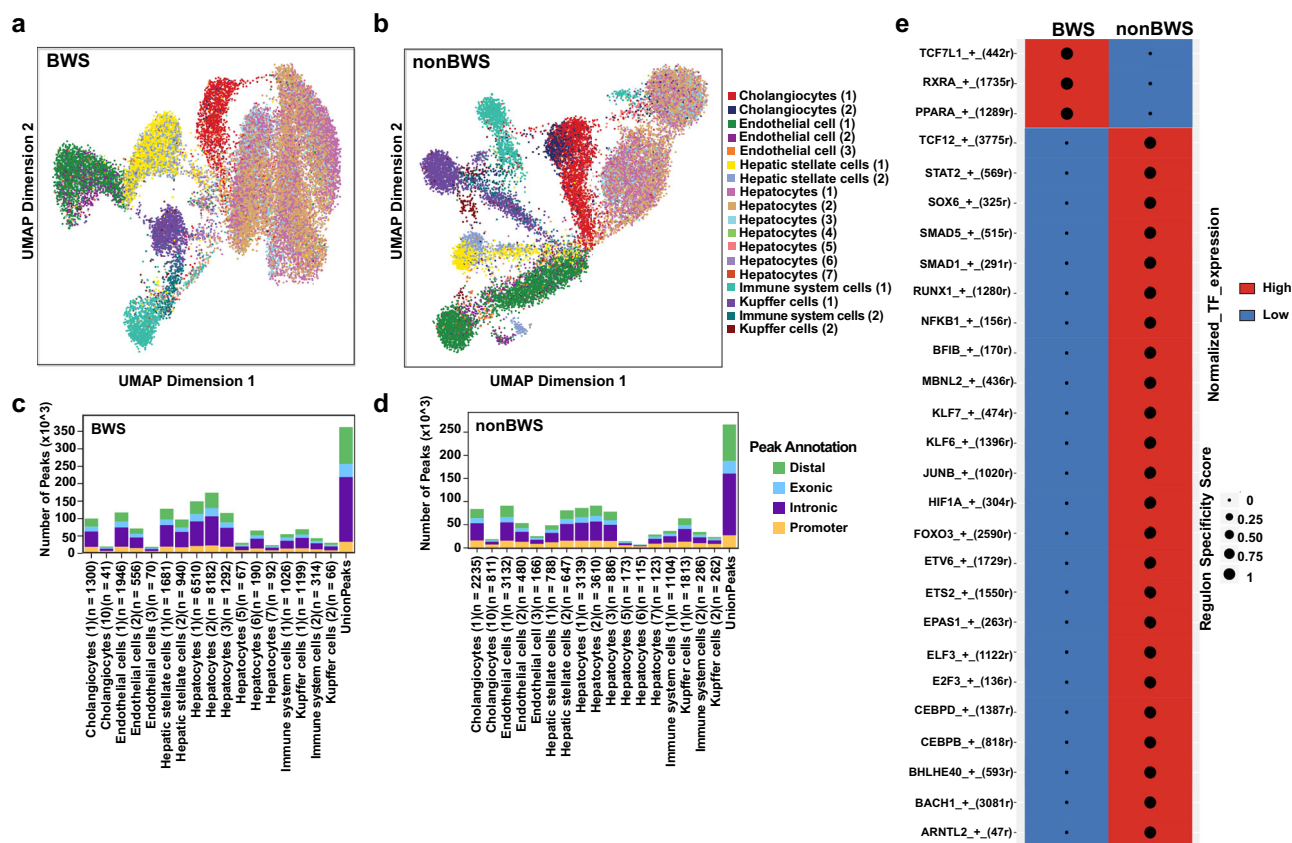 a
BWS
UMAP Dimension 2
UMAP Dimension 1
b
nonBWS
UMAP Dimension 2
UMAP Dimension 1
Cholangiocytes (1)
Cholangiocytes (2)
Endothelial cell (1)
Endothelial cell (2)
Endothelial cell (3)
Hepatic stellate cells (1)
Hepatic stellate cells (2)
Hepatocytes (1)
Hepatocytes (2)
Hepatocytes (3)
Hepatocytes (4)
Hepatocytes (5)
Hepatocytes (6)
Hepatocytes (7)
Immune system cells (1)
Kupffer cells (1)
Immune system cells (2)
Kupffer cells (2)
c
BWS
Number of Peaks (x10^3)
350
300
250
200
150
100
50
0
Cholangiocytes (1)(n = 1300)
Cholangiocytes (10)(n = 41)
Endothelial cells (1)(n = 1946)
Endothelial cells (2)(n = 556)
Endothelial cells (3)(n = 70)
Hepatic stellate cells (1)(n = 1681)
Hepatic stellate cells (2)(n = 940)
Hepatocytes (1)(n = 6510)
Hepatocytes (2)(n = 8182)
Hepatocytes (3)(n = 1292)
Hepatocytes (5)(n = 67)
Hepatocytes (6)(n = 190)
Hepatocytes (7)(n = 92)
Immune system cells (1)(n = 1026)
Kupffer cells (1)(n = 1199)
Immune system cells (2)(n = 314)
Kupffer cells (2)(n = 66)
UnionPeaks
d
nonBWS
Number of Peaks (x10^3)
250
200
150
100
50
0
Cholangiocytes (1)(n = 2235)
Cholangiocytes (10)(n = 811)
Endothelial cells (1)(n = 3132)
Endothelial cells (2)(n = 480)
Endothelial cell (3)(n = 166)
Hepatic stellate cells (1)(n = 788)
Hepatic stellate cells (2)(n = 647)
Hepatocytes (1)(n = 3139)
Hepatocytes (2)(n = 3610)
Hepatocytes (3)(n = 886)
Hepatocytes (5)(n = 173)
Hepatocytes (6)(n = 115)
Hepatocytes (7)(n = 123)
Immune system cells (1)(n = 1104)
Kupffer cells (1)(n = 1813)
Immune system cells (2)(n = 286)
Kupffer cells (2)(n = 262)
UnionPeaks
Peak Annotation
Distal
Exonic
Intronic
Promoter
e
BWS nonBWS
TCF7L1_+_(442r)
RXRA_+_(1735r)
PPARA_+_(1289r)
TCF12_+_(3775r)
STAT2_+_(569r)
SOX6_+_(325r)
SMAD5_+_(515r)
SMAD1_+_(291r)
RUNX1_+_(1280r)
NFKB1_+_(156r)
BFIB_+_(170r)
MBNL2_+_(436r)
KLF7_+_(474r)
KLF6_+_(1396r)
JUNB_+_(1020r)
HIF1A_+_(304r)
FOXO3_+_(2590r)
ETV6_+_(1729r)
ETS2_+_(1550r)
EPAS1_+_(263r)
ELF3_+_(1122r)
E2F3_+_(136r)
CEBPD_+_(1387r)
CEBPB_+_(818r)
BHLHE40_+_(593r)
BACH1_+_(3081r)
ARNTL2_+_(47r)
Normalized_TF_expression
High
Low
Regulon Specificity Score
0
0.25
0.50
0.75
1